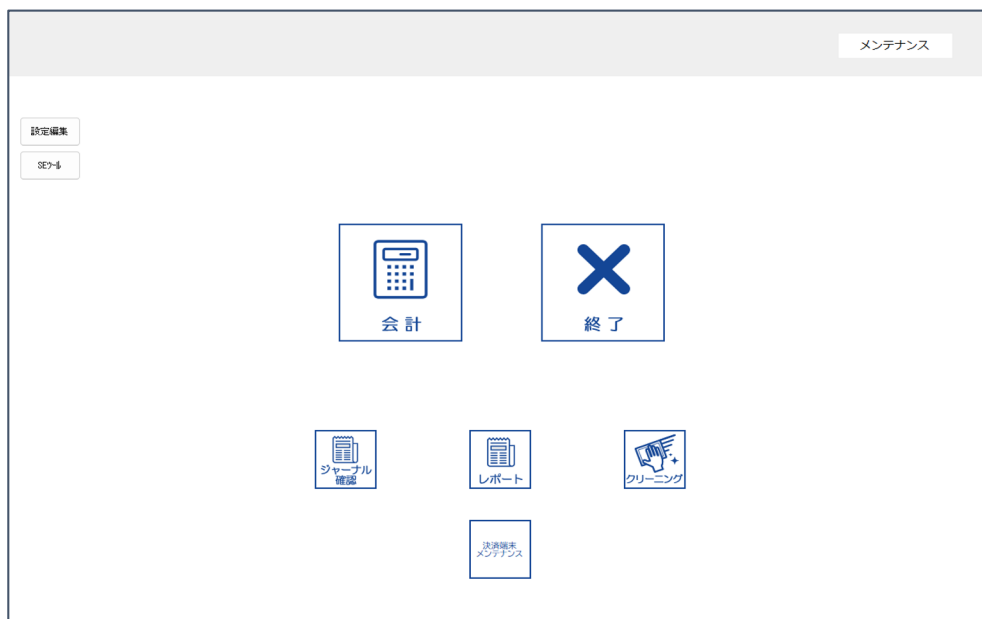 メンテナンス
設定編集
SEﾂｰﾙ
会計
終了
ジャーナル
確認
レポート
クリーニング
決済端末
メンテナンス